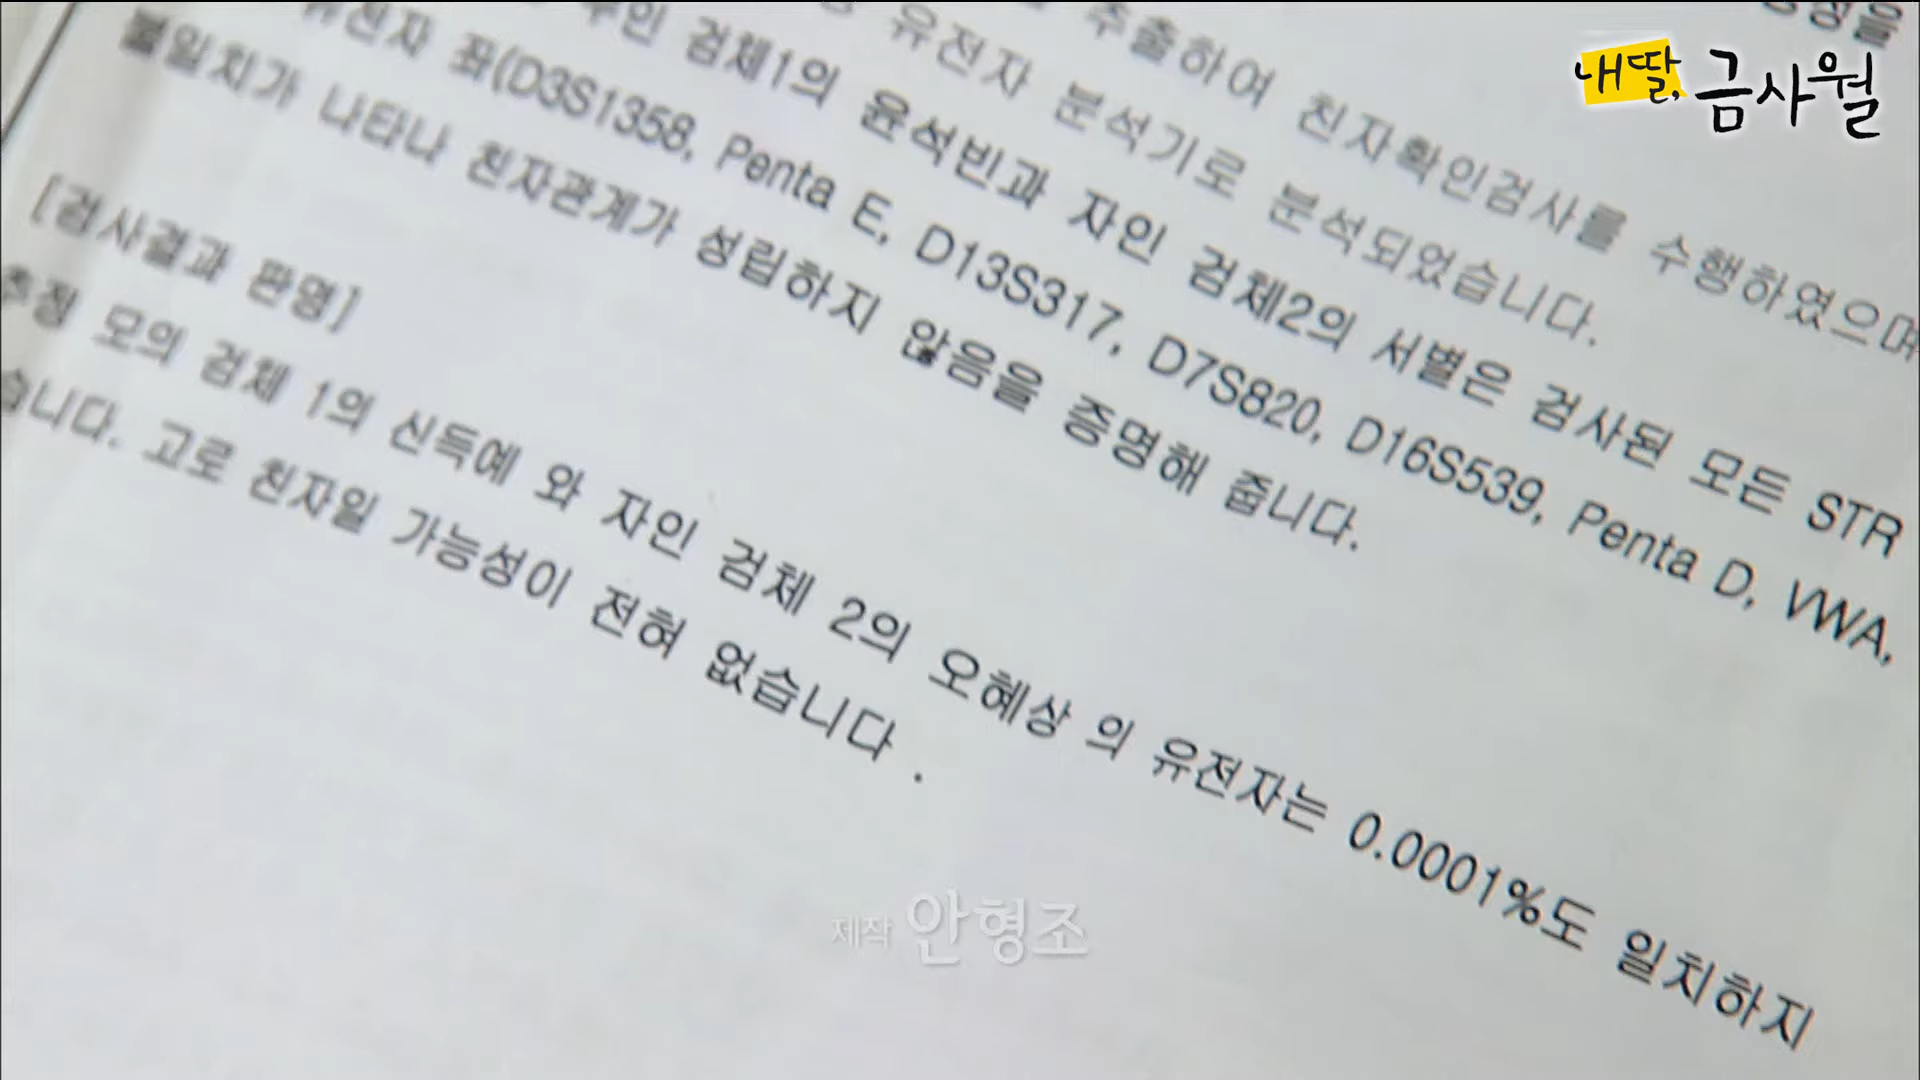 내 딸, 금사월
추출하여 친자확인검사를 수행하였으며
유전자 분석기로 분석되었습니다.
검체1의 윤석빈과 자인 검체2의 서별은 검사된 모든 STR
유전자 좌(D3S1358, Penta E, D13S317, D7S820, D16S539, Penta D, VWA,
불일치가 나타나 친자관계가 성립하지 않음을 증명해 줍니다.
[검사결과 판명]
추정 모의 검체 1의 신득예 와 자인 검체 2의 오혜상 의 유전자는 0.0001%도 일치하지
습니다. 고로 친자일 가능성이 전혀 없습니다 .
제작 안형조